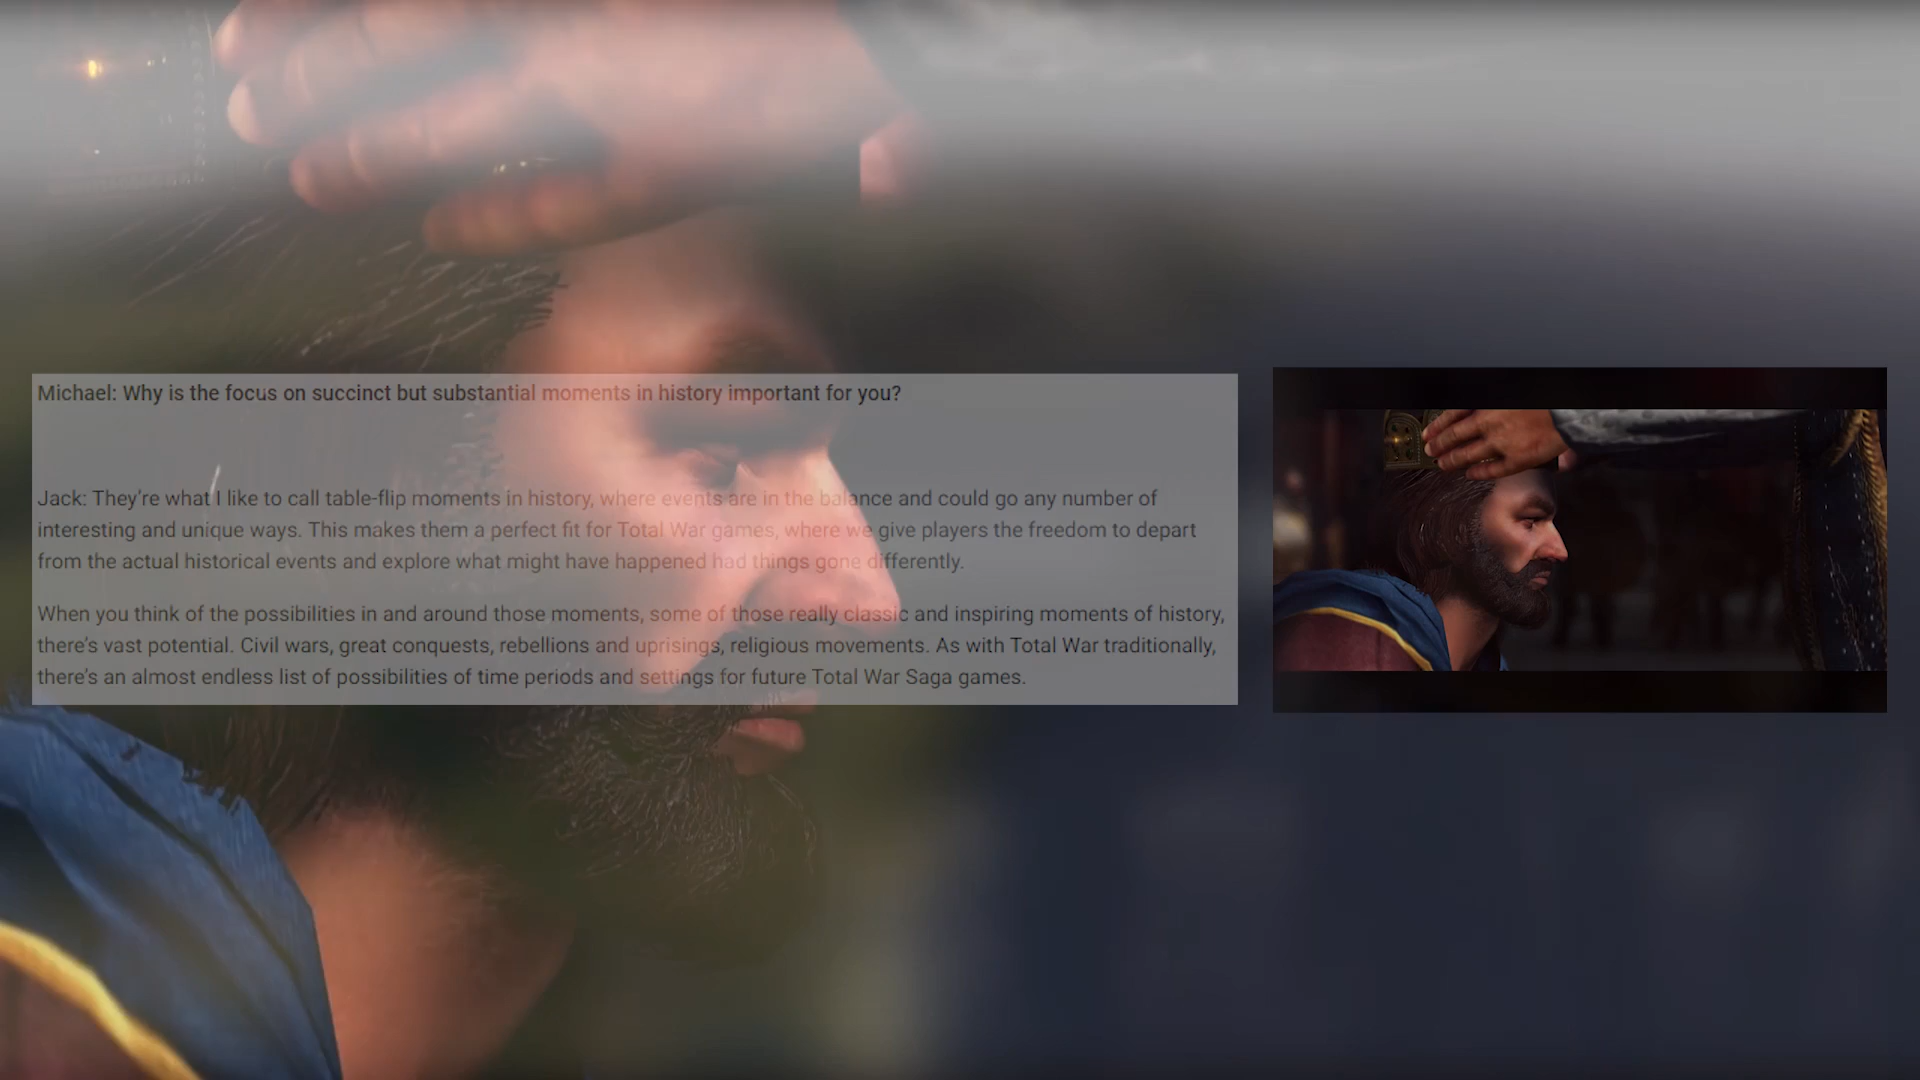 Michael: Why is the focus on succinct but substantial moments in history important for you?
Jack: They're what I like to call table-flip moments in history, where events are in the balance and could go any number of
interesting and unique ways. This makes them a perfect fit for Total War games, where we give players the freedom to depart
from the actual historical events and explore what might have happened had things gone differently.
When you think of the possibilities in and around those moments, some of those really classic and inspiring moments of history,
there's vast potential. Civil wars, great conquests, rebellions and uprisings, religious movements. As with Total War traditionally,
there's an almost endless list of possibilities of time periods and settings for future Total War Saga games.